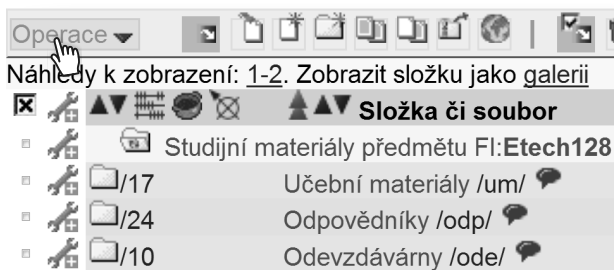 Operace
Náhledy k zobrazení: 1-2. Zobrazit složku jako galerii
Složka či soubor
Studijní materiály předmětu FI:Etech128
/17 Učební materiály /um/
/24 Odpovědníky /odp/
/10 Odevzdávárny /ode/